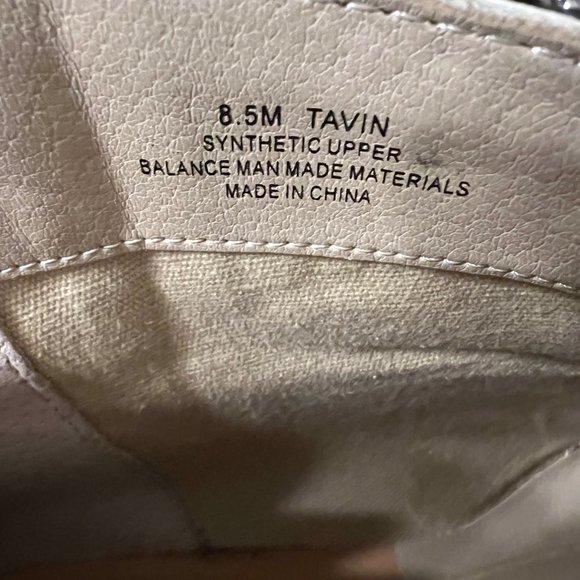 8.5M TAVIN
SYNTHETIC UPPER
BALANCE MAN MADE MATERIALS
MADE IN CHINA